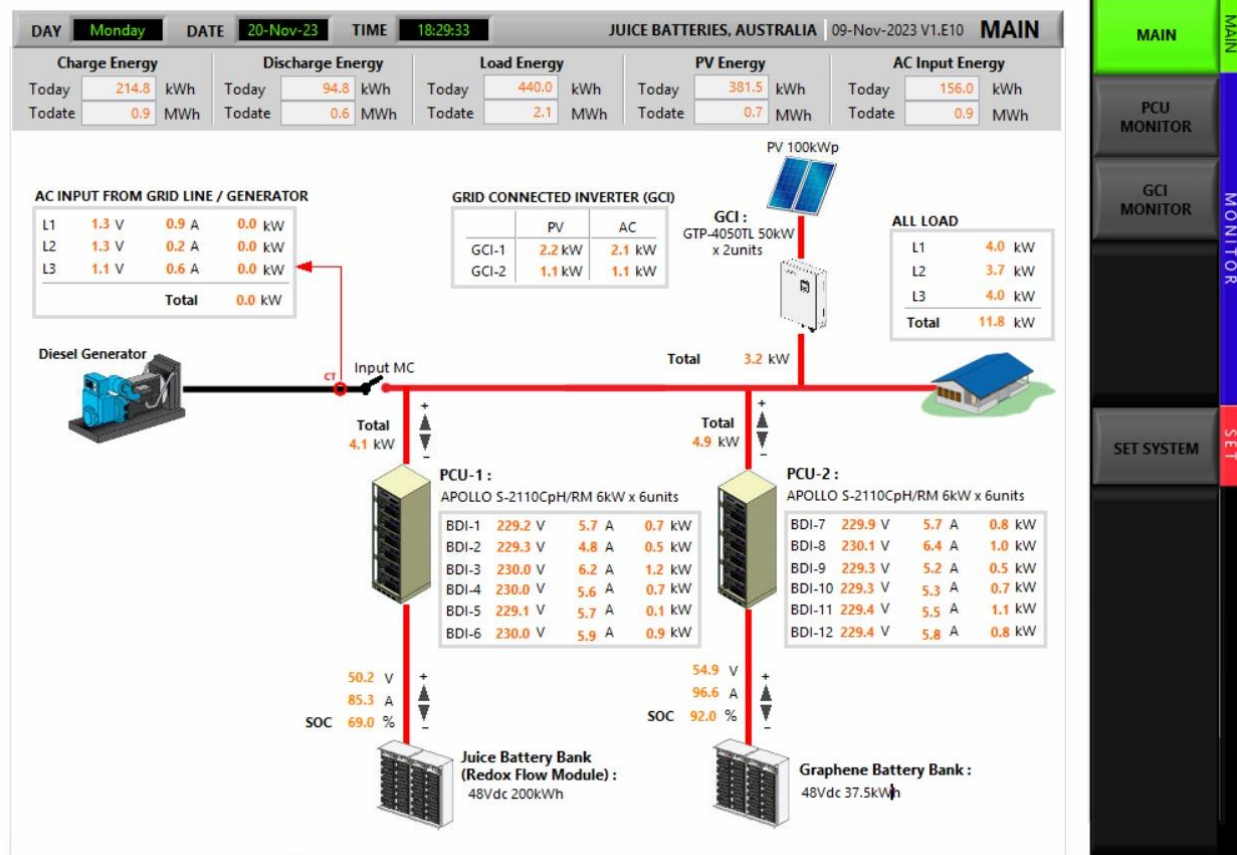 DAY Monday DATE 20-Nov-23 TIME 18:29:33 JUICE BATTERIES, AUSTRALIA 09-Nov-2023 V1.E10 MAIN
Charge Energy Discharge Energy Load Energy PV Energy AC Input Energy
Today 214.8 kWh Today 94.8 kWh Today 440.0 kWh Today 381.5 kWh Today 156.0 kWh
Todate 0.9 MWh Todate 0.6 MWh Todate 2.1 MWh Todate 0.7 MWh Todate 0.9 MWh
PV 100kWp
AC INPUT FROM GRID LINE / GENERATOR
L1 1.3 V 0.9 A 0.0 kW
L2 1.3 V 0.2 A 0.0 kW
L3 1.1 V 0.6 A 0.0 kW
Total 0.0 kW
GRID CONNECTED INVERTER (GCI)
PV AC
GCI-1 2.2 kW 2.1 kW
GCI-2 1.1 kW 1.1 kW
GCI :
GTP-4050TL 50kW
x 2units
ALL LOAD
L1 4.0 kW
L2 3.7 kW
L3 4.0 kW
Total 11.8 kW
Diesel Generator
CT
Input MC
Total 3.2 kW
Total
4.1 kW
+
−
Total
4.9 kW
+
−
PCU-1 :
APOLLO S-2110CpH/RM 6kW x 6units
BDI-1 229.2 V 5.7 A 0.7 kW
BDI-2 229.3 V 4.8 A 0.5 kW
BDI-3 230.0 V 6.2 A 1.2 kW
BDI-4 230.0 V 5.6 A 0.7 kW
BDI-5 229.1 V 5.7 A 0.1 kW
BDI-6 230.0 V 5.9 A 0.9 kW
PCU-2 :
APOLLO S-2110CpH/RM 6kW x 6units
BDI-7 229.9 V 5.7 A 0.8 kW
BDI-8 230.1 V 6.4 A 1.0 kW
BDI-9 229.3 V 5.2 A 0.5 kW
BDI-10 229.3 V 5.3 A 0.7 kW
BDI-11 229.4 V 5.5 A 1.1 kW
BDI-12 229.4 V 5.8 A 0.8 kW
50.2 V
85.3 A
SOC 69.0 %
+
−
54.9 V
96.6 A
SOC 92.0 %
+
−
Juice Battery Bank
(Redox Flow Module) :
48Vdc 200kWh
Graphene Battery Bank :
48Vdc 37.5kWh
MAIN
PCU
MONITOR
GCI
MONITOR
SET SYSTEM
MAIN
MONITOR
SET